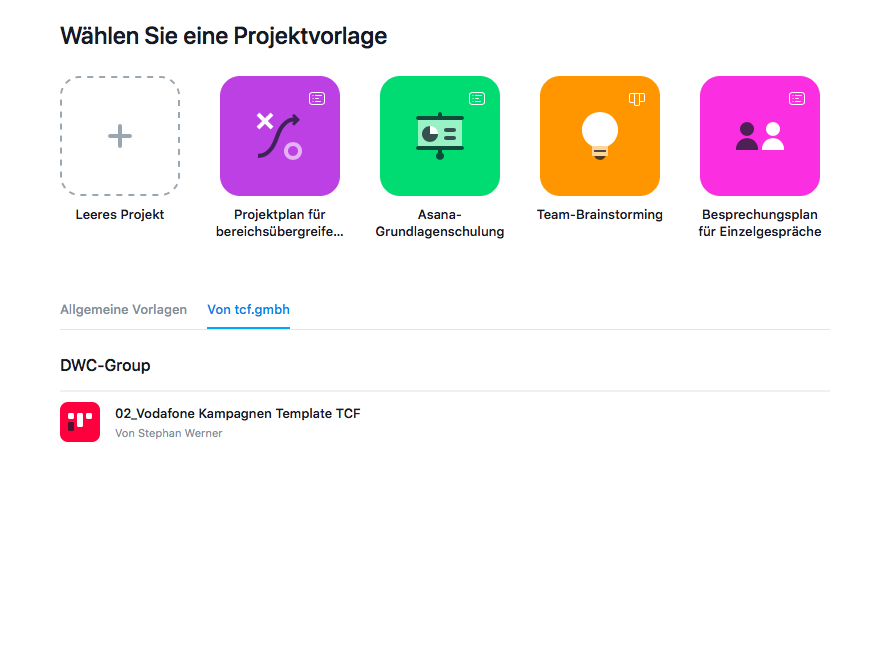 Wählen Sie eine Projektvorlage
Leeres Projekt
Projektplan für
bereichsübergreife...
Asana-
Grundlagenschulung
Team-Brainstorming
Besprechungsplan
für Einzelgespräche
Allgemeine Vorlagen
Von tcf.gmbh
DWC-Group
02_Vodafone Kampagnen Template TCF
Von Stephan Werner